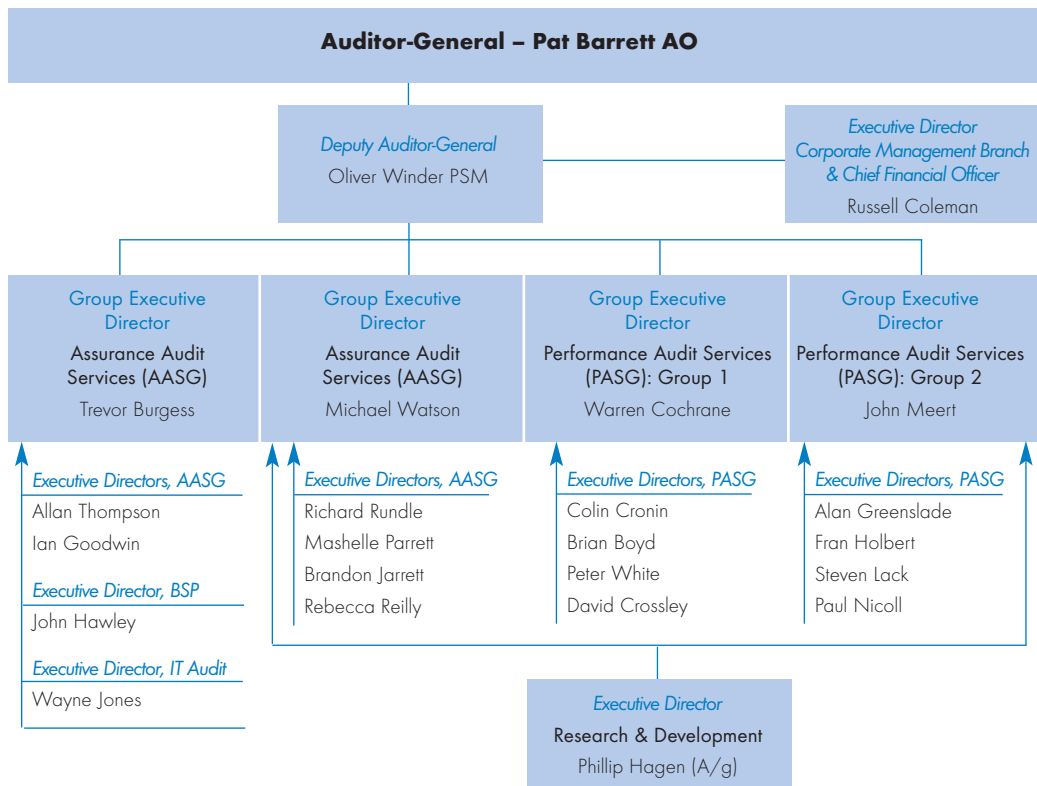 Auditor-General – Pat Barrett AO
Deputy Auditor-General
Oliver Winder PSM
Executive Director
Corporate Management Branch
& Chief Financial Officer
Russell Coleman
Group Executive
Director
Assurance Audit
Services (AASG)
Trevor Burgess
Group Executive
Director
Assurance Audit
Services (AASG)
Michael Watson
Group Executive
Director
Performance Audit Services
(PASG): Group 1
Warren Cochrane
Group Executive
Director
Performance Audit Services
(PASG): Group 2
John Meert
Executive Directors, AASG
Allan Thompson
Ian Goodwin
Executive Director, BSP
John Hawley
Executive Director, IT Audit
Wayne Jones
Executive Directors, AASG
Richard Rundle
Mashelle Parrett
Brandon Jarrett
Rebecca Reilly
Executive Directors, PASG
Colin Cronin
Brian Boyd
Peter White
David Crossley
Executive Directors, PASG
Alan Greenslade
Fran Holbert
Steven Lack
Paul Nicoll
Executive Director
Research & Development
Phillip Hagen (A/g)